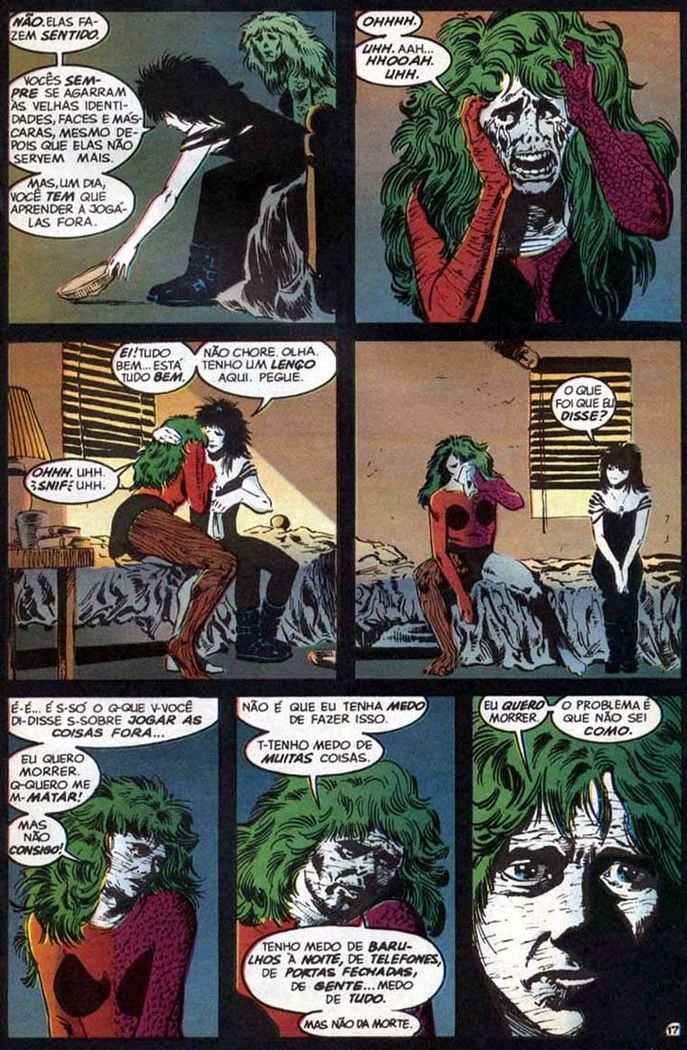 NÃO. ELAS FA-
ZEM SENTIDO.
VOCÊS SEM-
PRE SE AGARRAM
ÀS VELHAS IDENTI-
DADES, FACES E MÁS-
CARAS, MESMO DE-
POIS QUE ELAS NÃO
SERVEM MAIS.
MAS, UM DIA,
VOCÊ TEM QUE
APRENDER A JOGÁ-
LAS FORA.
OHHHH.
UHH. AAH...
HHOOAH.
UHH.
EI! TUDO
BEM... ESTÁ
TUDO BEM.
NÃO CHORE. OLHA.
TENHO UM LENÇO
AQUI. PEGUE.
OHHH. UHH.
SNIF! UHH.
O QUE
FOI QUE EU
DISSE?
É-É... É S-SÓ O Q-QUE V-VOCÊ
DI-DISSE S-SOBRE JOGAR AS
COISAS FORA...
EU QUERO
MORRER.
Q-QUERO ME
M-MATAR!
MAS
NÃO
CONSIGO!
NÃO É QUE EU TENHA MEDO
DE FAZER ISSO.
T-TENHO MEDO DE
MUITAS COISAS.
TENHO MEDO DE BARU-
LHOS À NOITE, DE TELEFONES,
DE PORTAS FECHADAS,
DE GENTE... MEDO
DE TUDO.
MAS NÃO DA MORTE.
EU QUERO
MORRER.
O PROBLEMA É
QUE NÃO SEI
COMO.
17